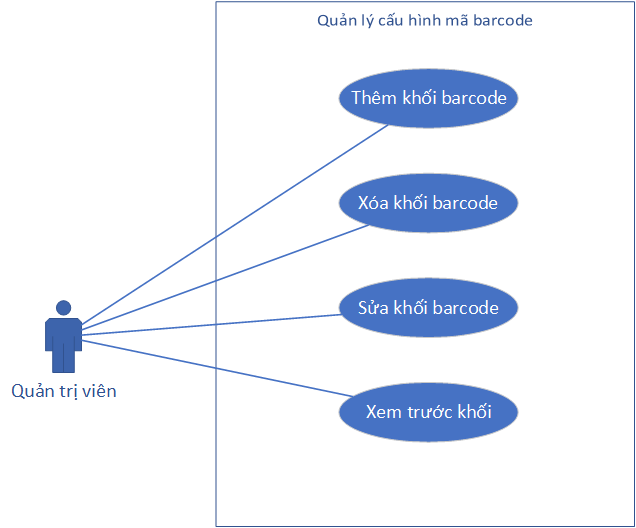 Quản lý cấu hình mã barcode
Thêm khối barcode
Xóa khối barcode
Sửa khối barcode
Quản trị viên
Xem trước khối